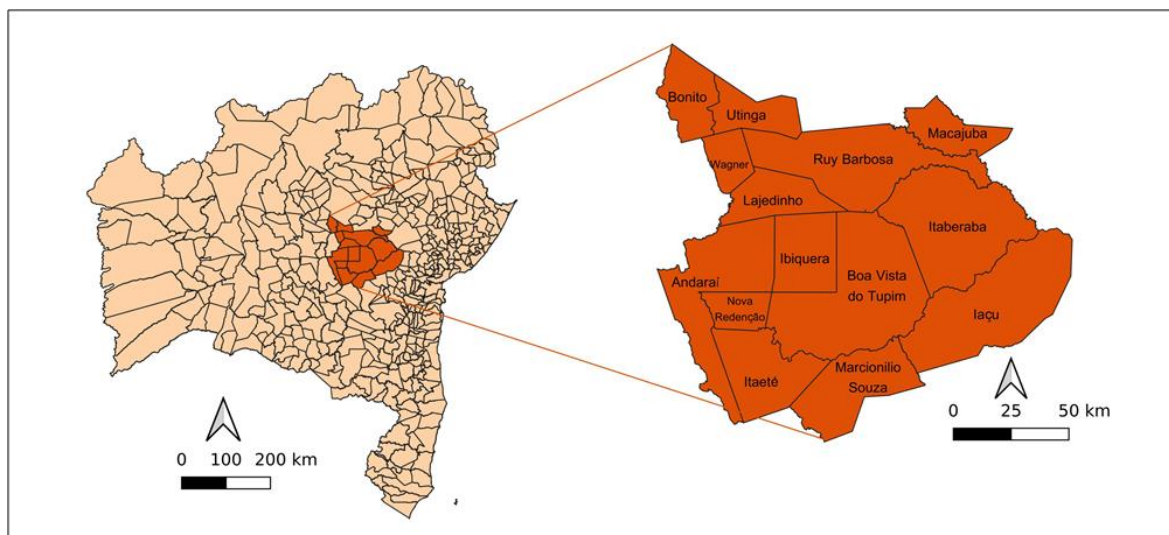 Bonito
Utinga
Macajuba
Wagner
Ruy Barbosa
Lajedinho
Itaberaba
Ibiquera
Andaraí
Boa Vista
do Tupim
Nova
Redenção
Iaçu
Itaeté
Marcionilio
Souza
0 25 50 km
0 100 200 km